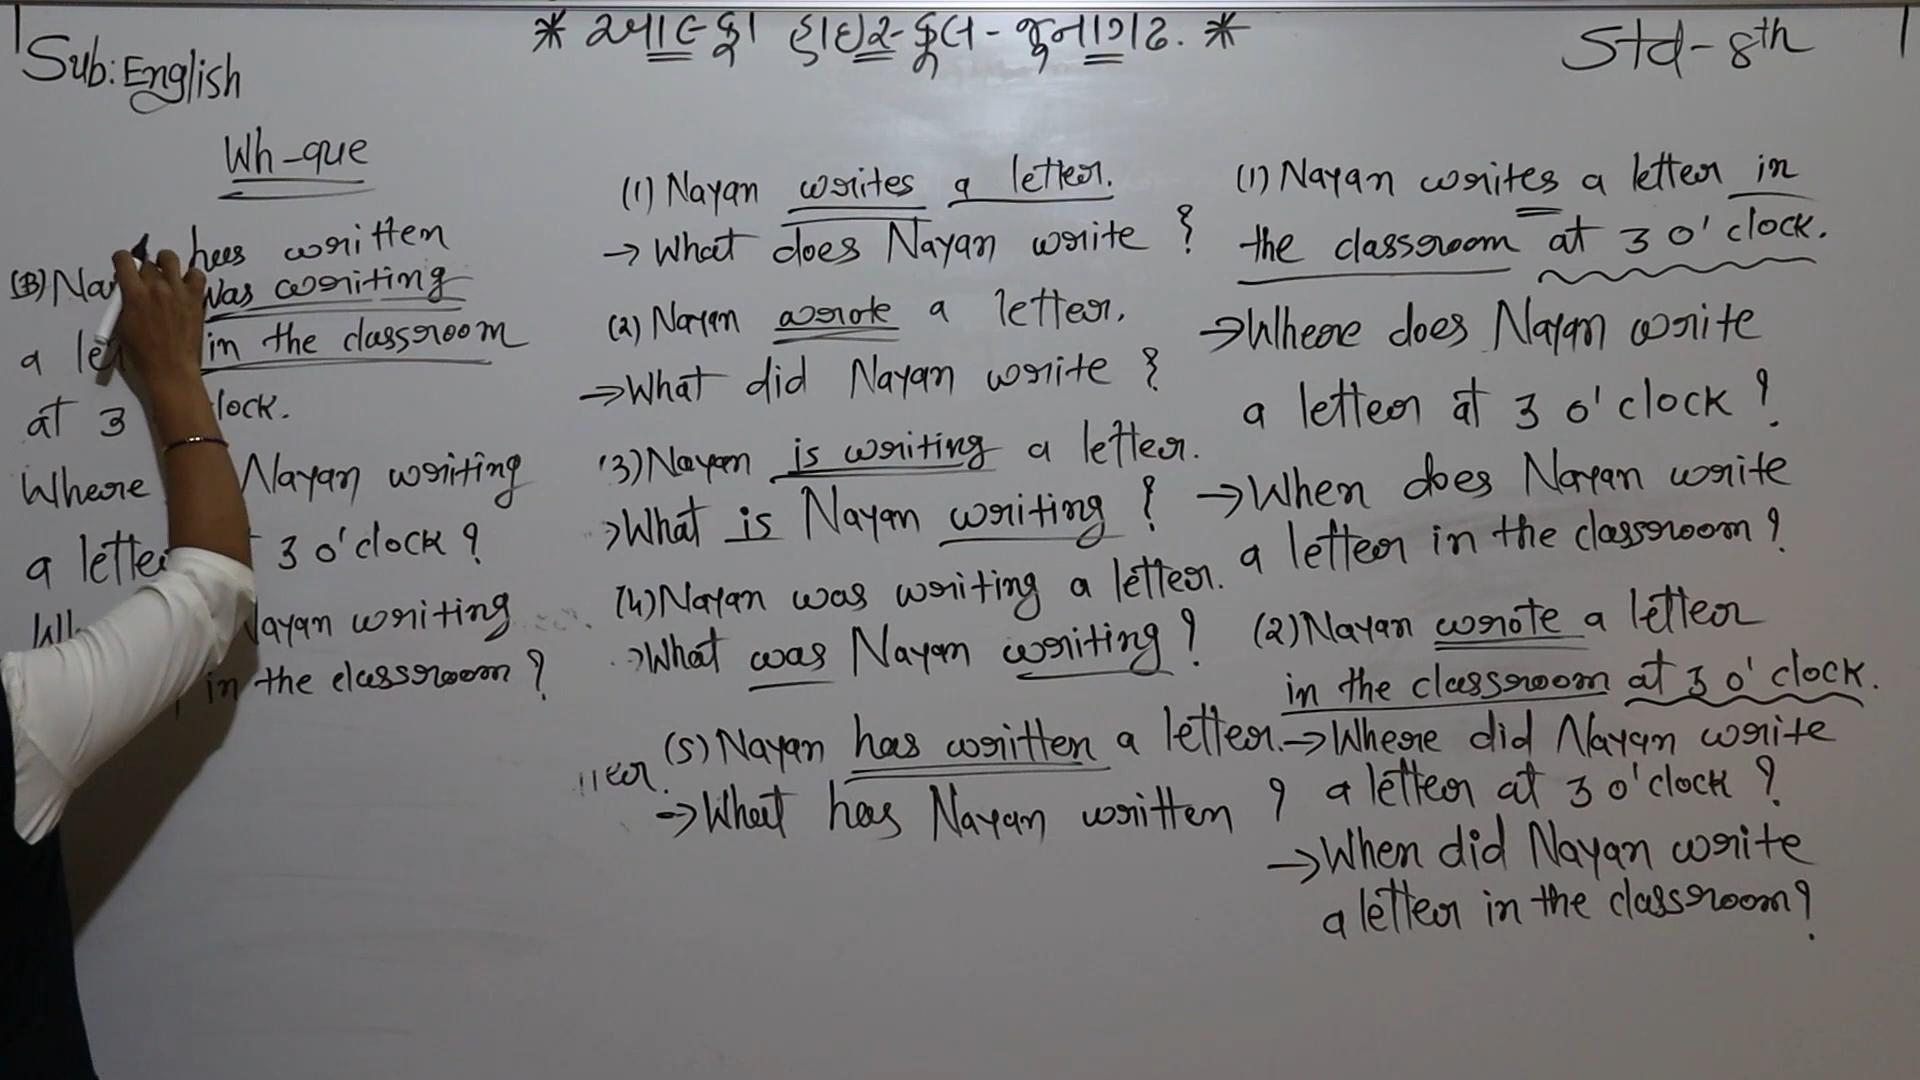 * આલ્ફા હાઇસ્કૂલ - જૂનાગઢ. *
Sub: English
Std - 8th
Wh-que
has written
(B) Na was writing
a le in the classroom
at 3 lock.
Where Nayan writing
a letter 3 o'clock ?
Nayan writing
in the classroom ?
(1) Nayan writes a letter.
→ What does Nayan write ?
(2) Nayan wrote a letter.
→ What did Nayan write ?
(3) Nayan is writing a letter.
→ What is Nayan writing ?
(4) Nayan was writing a letter.
→ What was Nayan writing ?
(5) Nayan has written a letter.
→ What has Nayan written ?
(1) Nayan writes a letter in
the classroom at 3 o'clock.
→ Where does Nayan write
a letter at 3 o'clock ?
→ When does Nayan write
a letter in the classroom ?
(2) Nayan wrote a letter
in the classroom at 3 o'clock.
→ Where did Nayan write
a letter at 3 o'clock ?
→ When did Nayan write
a letter in the classroom ?